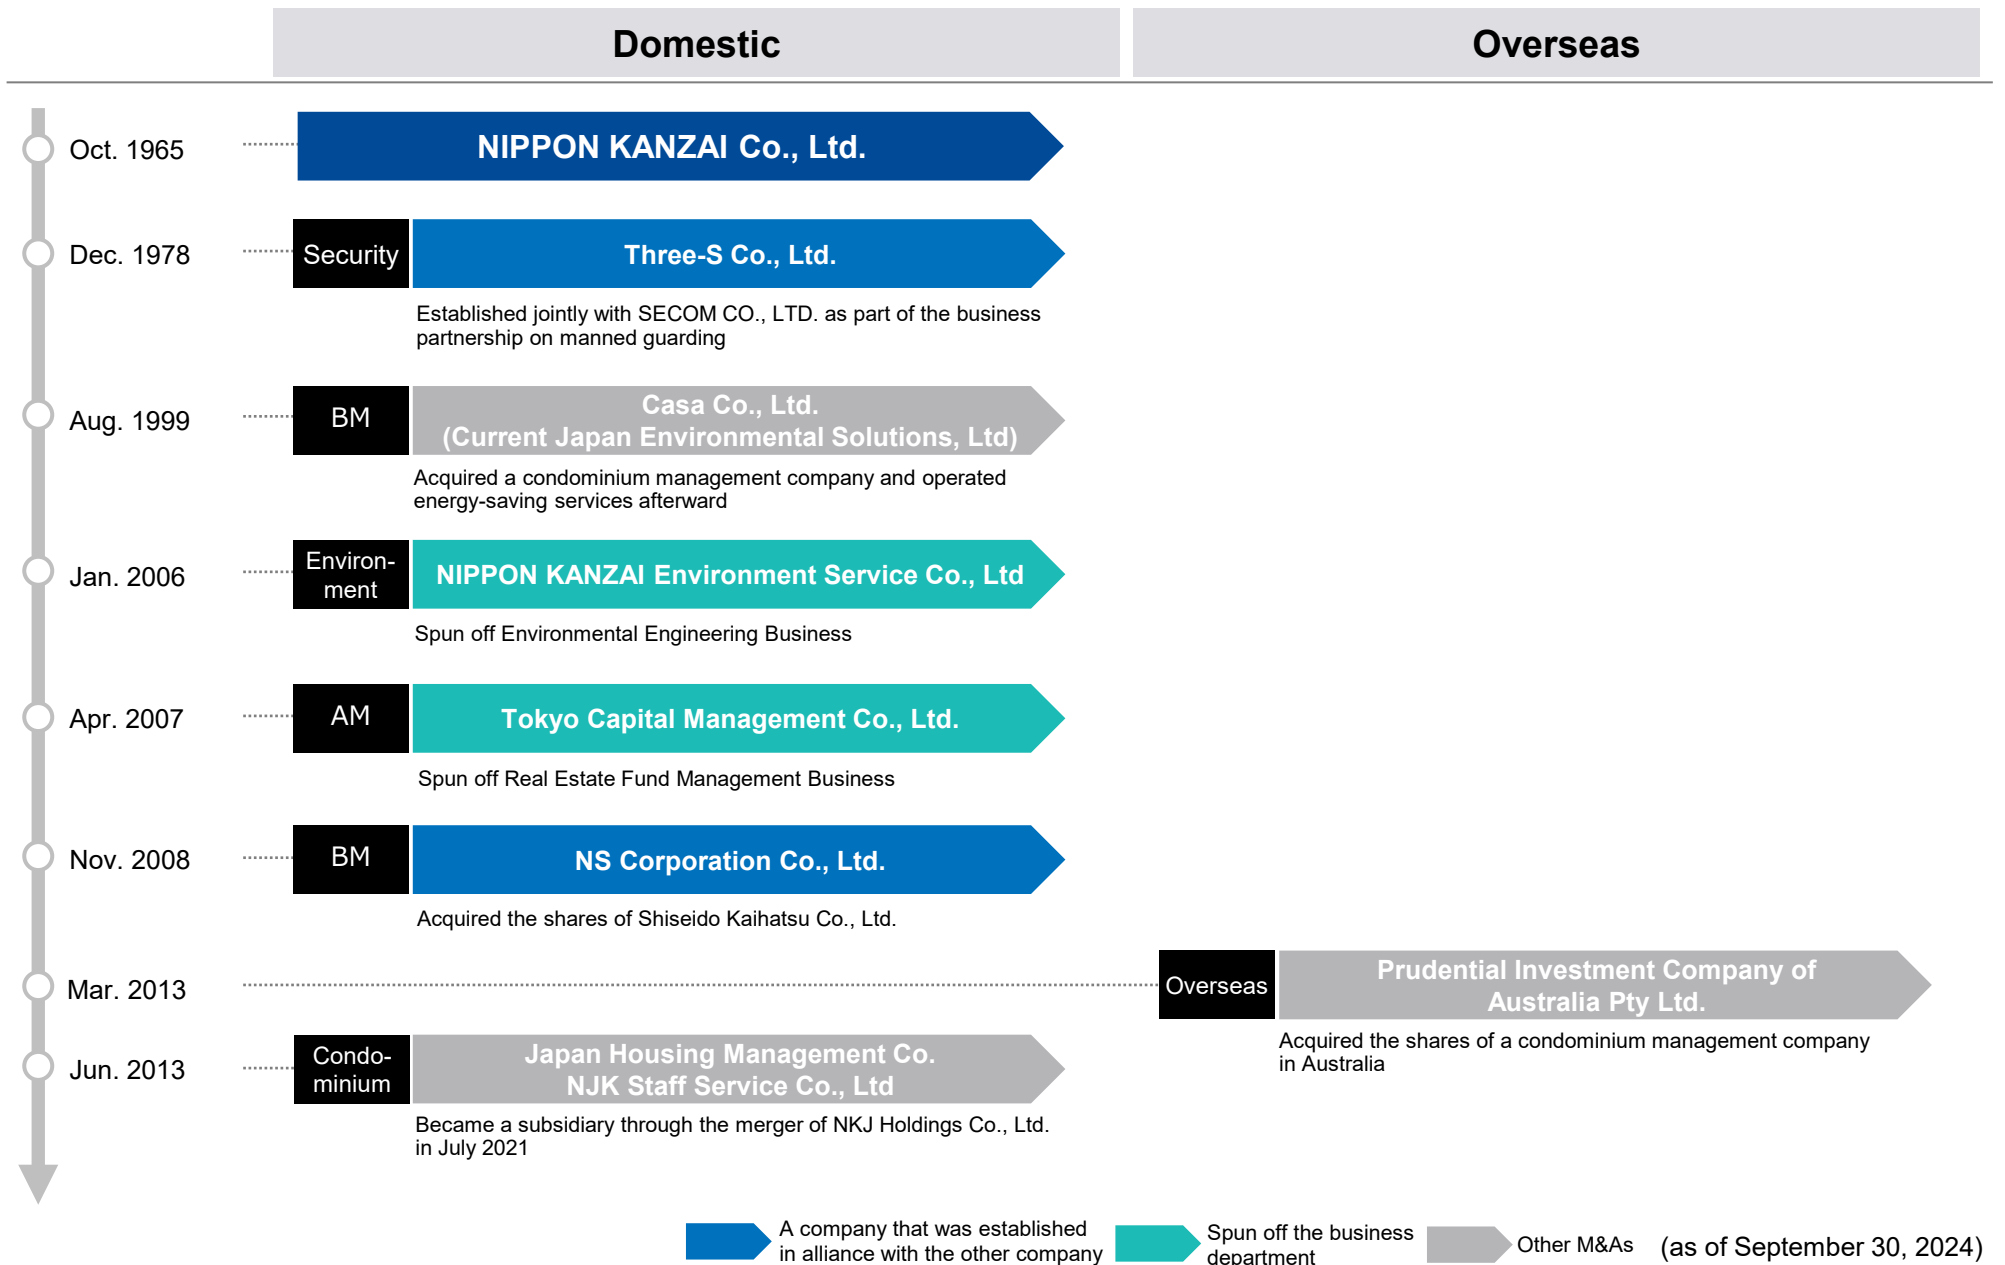 Domestic
Overseas
Oct. 1965
NIPPON KANZAI Co., Ltd.
Dec. 1978
Security
Three-S Co., Ltd.
Established jointly with SECOM CO., LTD. as part of the business
partnership on manned guarding
Aug. 1999
BM
Casa Co., Ltd.
(Current Japan Environmental Solutions, Ltd)
Acquired a condominium management company and operated
energy-saving services afterward
Jan. 2006
Environ-
ment
NIPPON KANZAI Environment Service Co., Ltd
Spun off Environmental Engineering Business
Apr. 2007
AM
Tokyo Capital Management Co., Ltd.
Spun off Real Estate Fund Management Business
Nov. 2008
BM
NS Corporation Co., Ltd.
Acquired the shares of Shiseido Kaihatsu Co., Ltd.
Mar. 2013
Overseas
Prudential Investment Company of
Australia Pty Ltd.
Acquired the shares of a condominium management company
in Australia
Jun. 2013
Condo-
minium
Japan Housing Management Co.
NJK Staff Service Co., Ltd
Became a subsidiary through the merger of NKJ Holdings Co., Ltd.
in July 2021
A company that was established
in alliance with the other company
Spun off the business
department
Other M&As
(as of September 30, 2024)